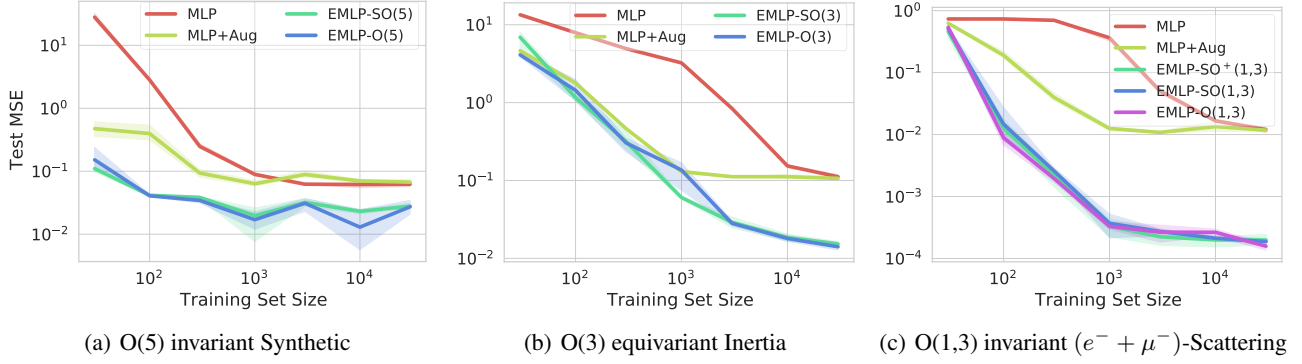 Test MSE
10^1
10^0
10^-1
10^-2
10^2
10^3
10^4
Training Set Size
MLP
MLP+Aug
EMLP-SO(5)
EMLP-O(5)
(a) O(5) invariant Synthetic
10^1
10^0
10^-1
10^-2
10^2
10^3
10^4
Training Set Size
MLP
MLP+Aug
EMLP-SO(3)
EMLP-O(3)
(b) O(3) equivariant Inertia
10^0
10^-1
10^-2
10^-3
10^-4
10^2
10^3
10^4
Training Set Size
MLP
MLP+Aug
EMLP-SO^+(1,3)
EMLP-SO(1,3)
EMLP-O(1,3)
(c) O(1,3) invariant (e^- + μ^-)-Scattering